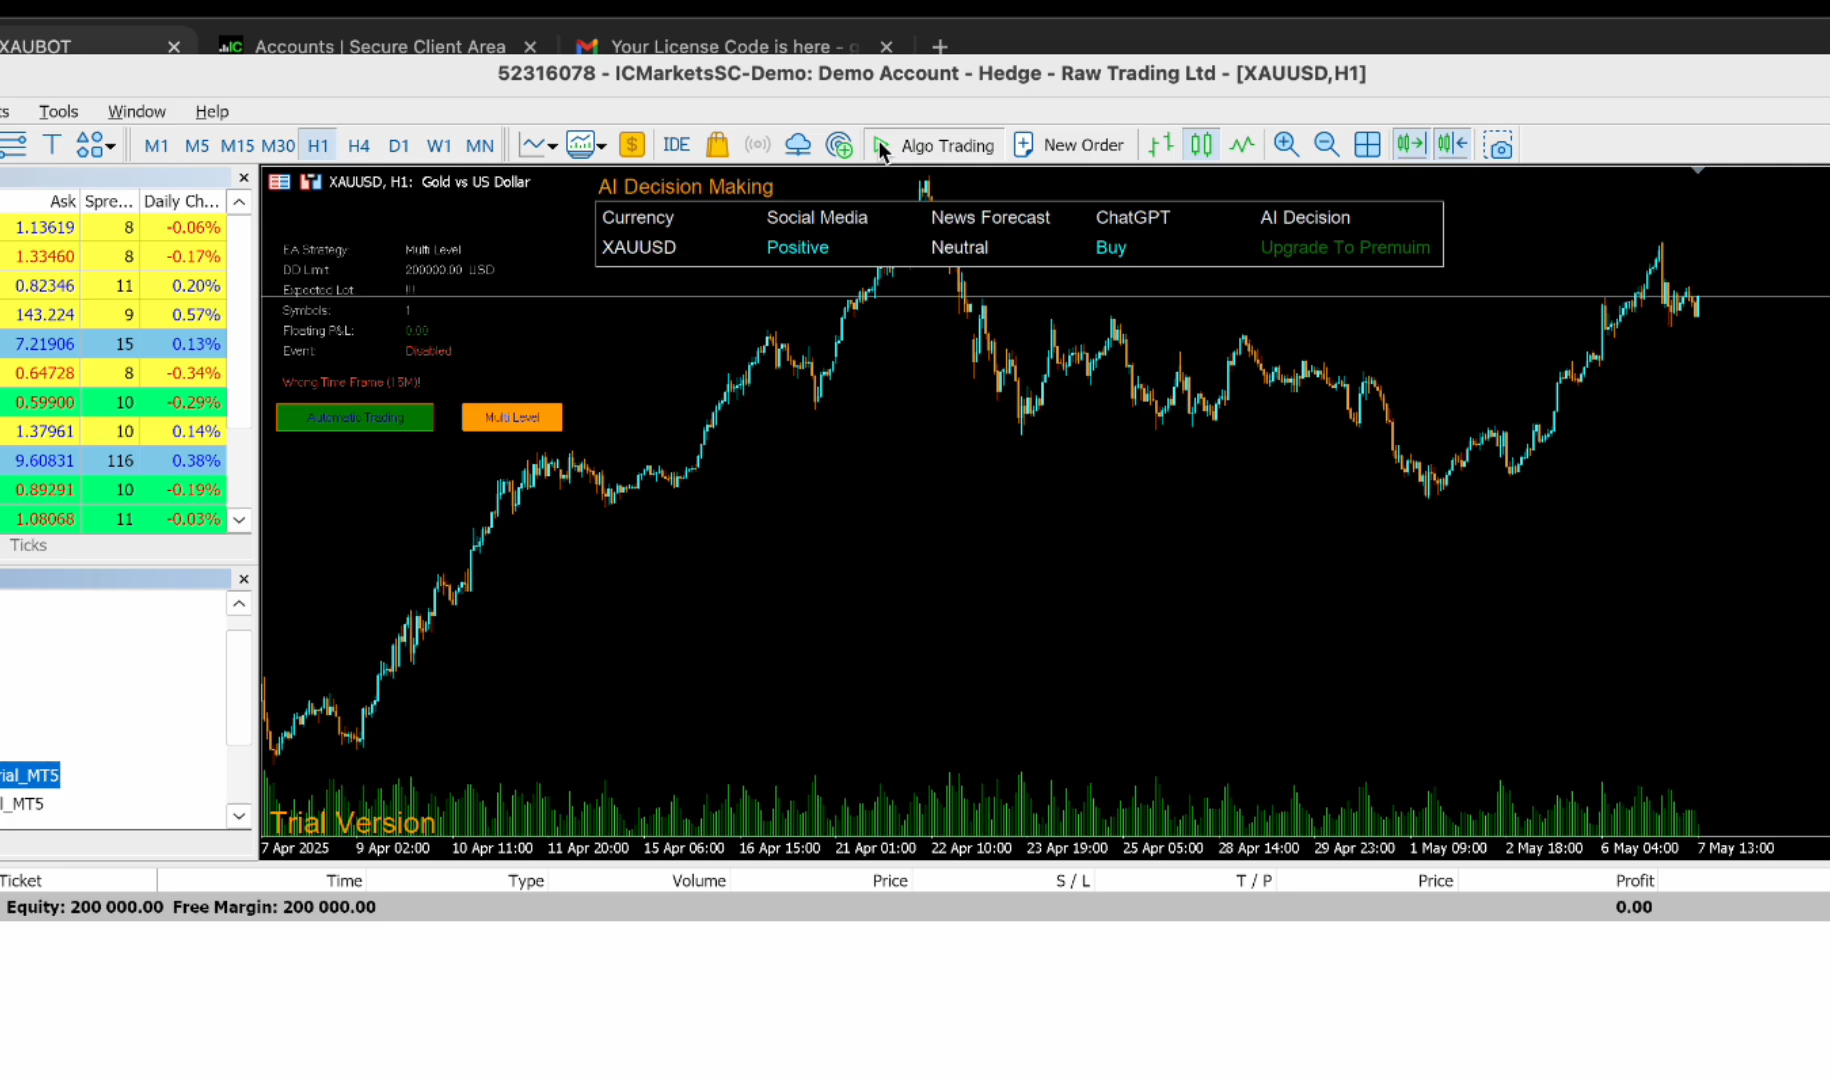 XAUBOT
Accounts | Secure Client Area
Your License Code is here -
52316078 - ICMarketsSC-Demo: Demo Account - Hedge - Raw Trading Ltd - [XAUUSD,H1]
Tools Window Help
M1 M5 M15 M30 H1 H4 D1 W1 MN IDE Algo Trading New Order
Ask Spre... Daily Ch...
1.13619 8 -0.06%
1.33460 8 -0.17%
0.82346 11 0.20%
143.224 9 0.57%
7.21906 15 0.13%
0.64728 8 -0.34%
0.59900 10 -0.29%
1.37961 10 0.14%
9.60831 116 0.38%
0.89291 10 -0.19%
1.08068 11 -0.03%
Ticks
ial_MT5
l_MT5
XAUUSD, H1: Gold vs US Dollar
AI Decision Making
Currency Social Media News Forecast ChatGPT AI Decision
XAUUSD Positive Neutral Buy Upgrade To Premuim
EA Strategy: Multi Level
DD Limit: 200000.00 USD
Expected Lot: !!!
Symbols: 1
Floating P&L: 0.00
Event: Disabled
Wrong Time Frame (15M)!
Automatic Trading Multi Level
Trial Version
7 Apr 2025 9 Apr 02:00 10 Apr 11:00 11 Apr 20:00 15 Apr 06:00 16 Apr 15:00 21 Apr 01:00 22 Apr 10:00 23 Apr 19:00 25 Apr 05:00 28 Apr 14:00 29 Apr 23:00 1 May 09:00 2 May 18:00 6 May 04:00 7 May 13:00
Ticket Time Type Volume Price S / L T / P Price Profit
Equity: 200 000.00 Free Margin: 200 000.00 0.00